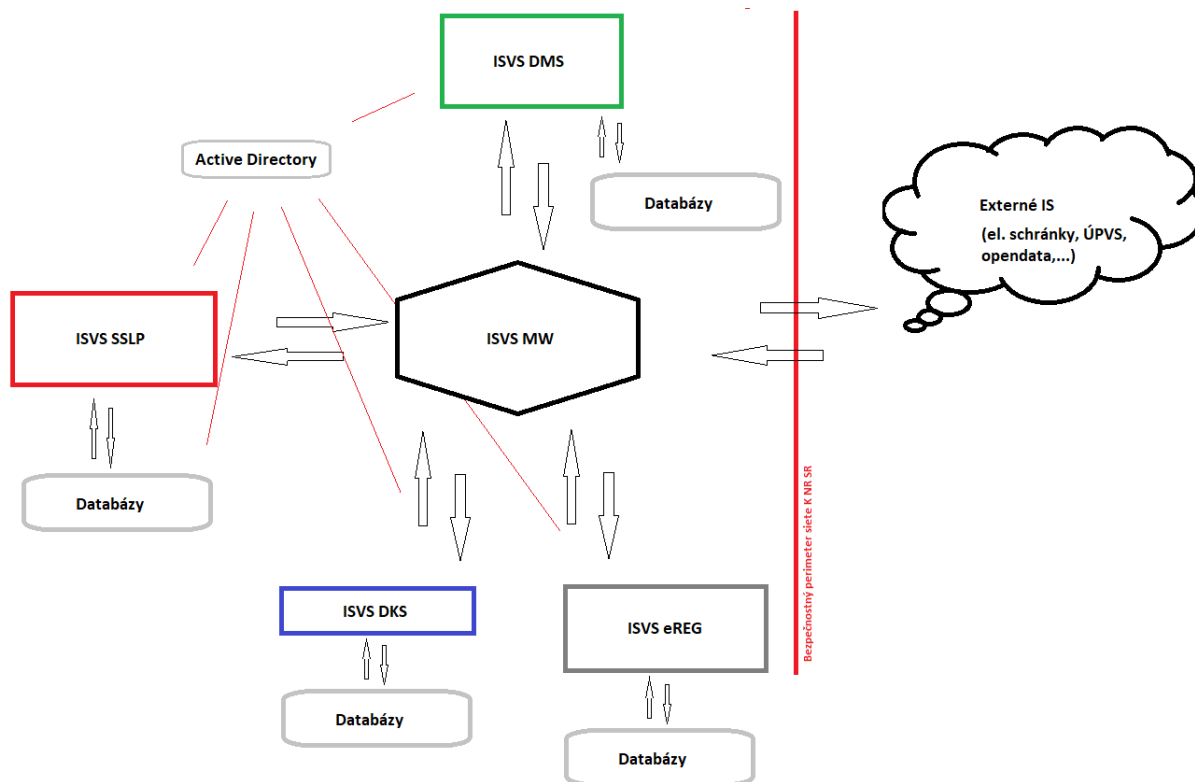 ISVS DMS
Active Directory
Databázy
Externé IS
(el. schránky, ÚPVS,
opendata,...)
ISVS SSLP
ISVS MW
Databázy
Bezpečnostný perimeter siete K NR SR
ISVS DKS
ISVS eREG
Databázy
Databázy